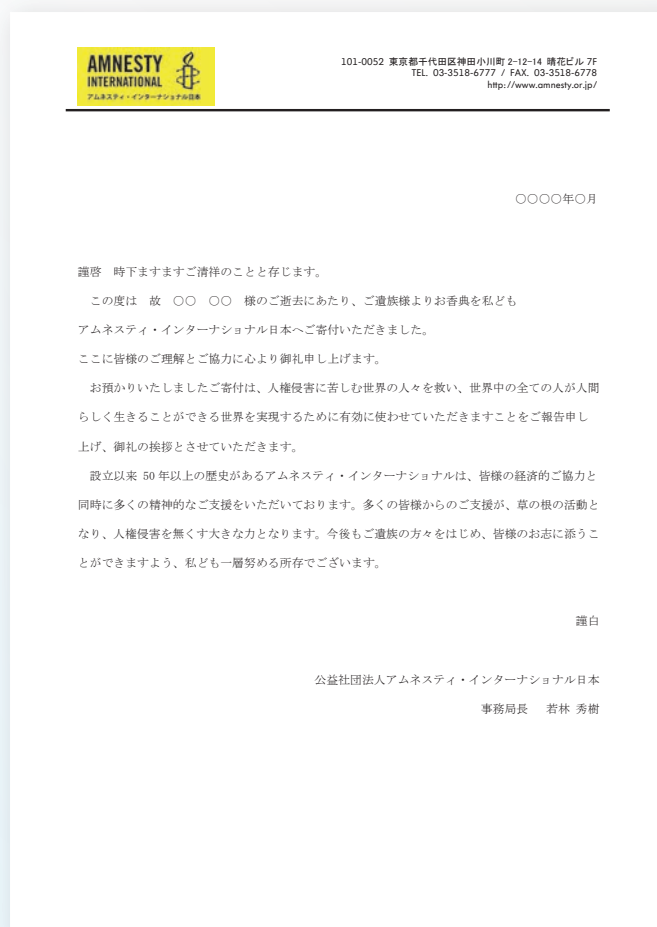 AMNESTY
INTERNATIONAL
アムネスティ・インターナショナル日本
101-0052 東京都千代田区神田小川町 2-12-14 晴花ビル 7F
TEL. 03-3518-6777 / FAX. 03-3518-6778
http://www.amnesty.or.jp/
〇〇〇〇年〇月
謹啓　時下ますますご清祥のことと存じます。
　この度は　故　〇〇　〇〇　様のご逝去にあたり、ご遺族様よりお香典を私ども
アムネスティ・インターナショナル日本へご寄付いただきました。
ここに皆様のご理解とご協力に心より御礼申し上げます。
　お預かりいたしましたご寄付は、人権侵害に苦しむ世界の人々を救い、世界中の全ての人が人間
らしく生きることができる世界を実現するために有効に使わせていただきますことをご報告申し
上げ、御礼の挨拶とさせていただきます。
　設立以来 50 年以上の歴史があるアムネスティ・インターナショナルは、皆様の経済的ご協力と
同時に多くの精神的なご支援をいただいております。多くの皆様からのご支援が、草の根の活動と
なり、人権侵害を無くす大きな力となります。今後もご遺族の方々をはじめ、皆様のお志に添うこ
とができますよう、私ども一層努める所存でございます。
謹白
公益社団法人アムネスティ・インターナショナル日本
事務局長　若林 秀樹